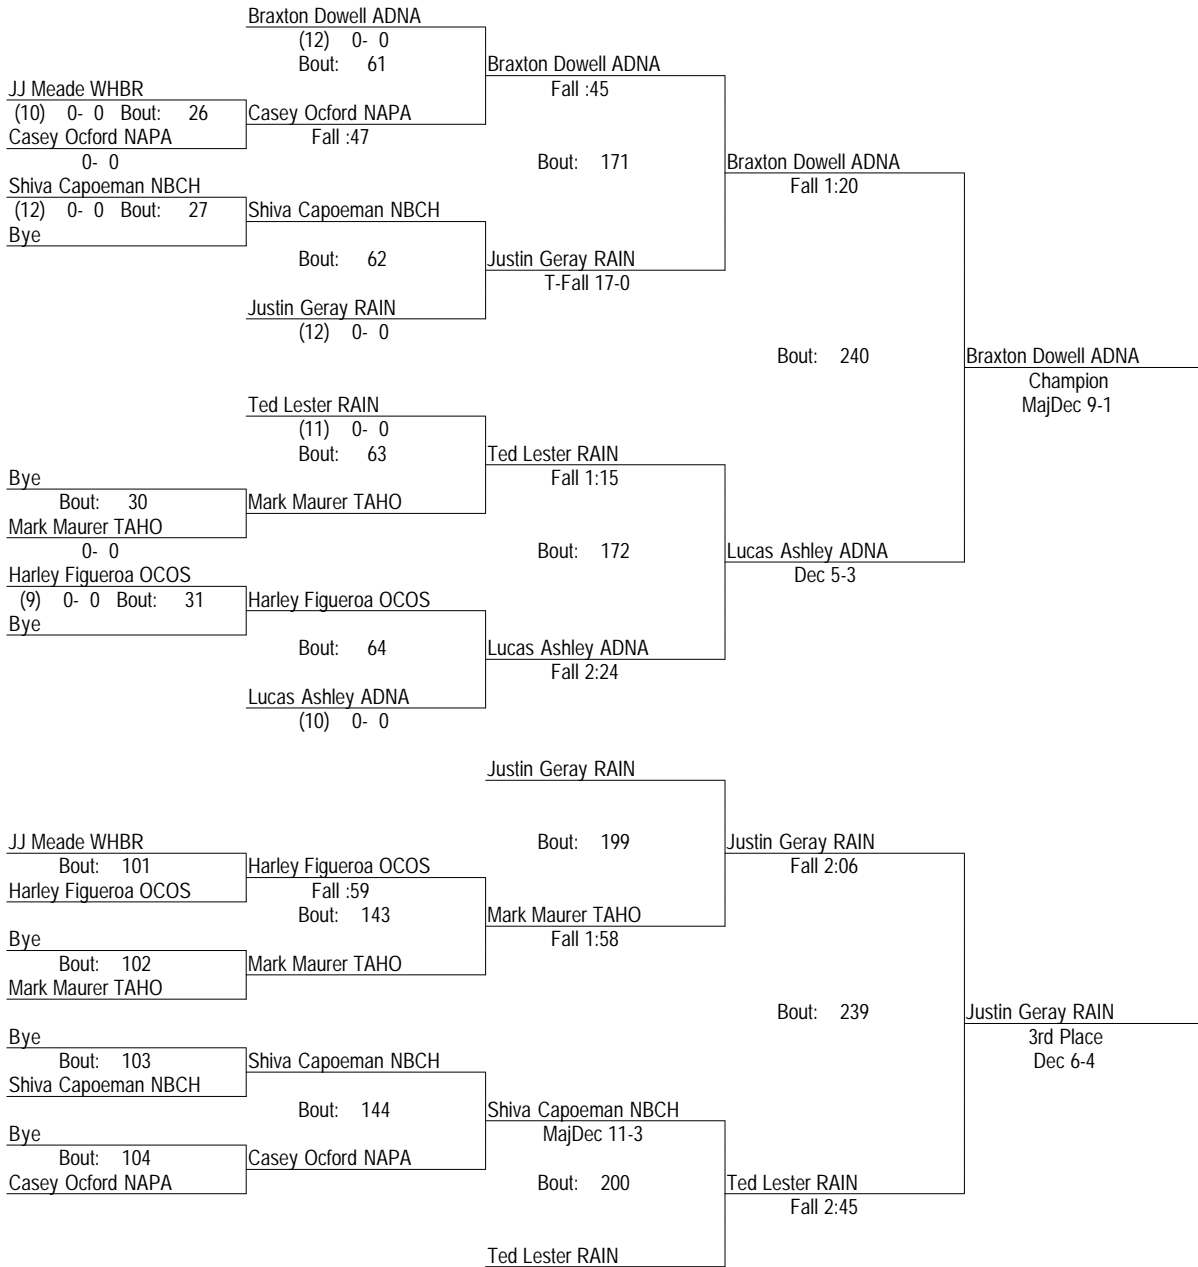 Braxton Dowell ADNA
(12) 0- 0
Bout: 61
Braxton Dowell ADNA
Fall :45
JJ Meade WHBR
(10) 0- 0 Bout: 26
Casey Ocford NAPA
Fall :47
Casey Ocford NAPA
0- 0
Bout: 171
Braxton Dowell ADNA
Fall 1:20
Shiva Capoeman NBCH
(12) 0- 0 Bout: 27
Shiva Capoeman NBCH
Bye
Bout: 62
Justin Geray RAIN
T-Fall 17-0
Justin Geray RAIN
(12) 0- 0
Bout: 240
Braxton Dowell ADNA
Champion
MajDec 9-1
Ted Lester RAIN
(11) 0- 0
Bout: 63
Ted Lester RAIN
Fall 1:15
Bye
Bout: 30
Mark Maurer TAHO
Mark Maurer TAHO
0- 0
Bout: 172
Lucas Ashley ADNA
Dec 5-3
Harley Figueroa OCOS
(9) 0- 0 Bout: 31
Harley Figueroa OCOS
Bye
Bout: 64
Lucas Ashley ADNA
Fall 2:24
Lucas Ashley ADNA
(10) 0- 0
Justin Geray RAIN
Bout: 199
Justin Geray RAIN
Fall 2:06
JJ Meade WHBR
Bout: 101
Harley Figueroa OCOS
Harley Figueroa OCOS
Fall :59
Bout: 143
Mark Maurer TAHO
Fall 1:58
Bye
Bout: 102
Mark Maurer TAHO
Mark Maurer TAHO
Bout: 239
Justin Geray RAIN
3rd Place
Dec 6-4
Bye
Bout: 103
Shiva Capoeman NBCH
Shiva Capoeman NBCH
Bout: 144
Shiva Capoeman NBCH
MajDec 11-3
Bye
Bout: 104
Casey Ocford NAPA
Casey Ocford NAPA
Bout: 200
Ted Lester RAIN
Fall 2:45
Ted Lester RAIN